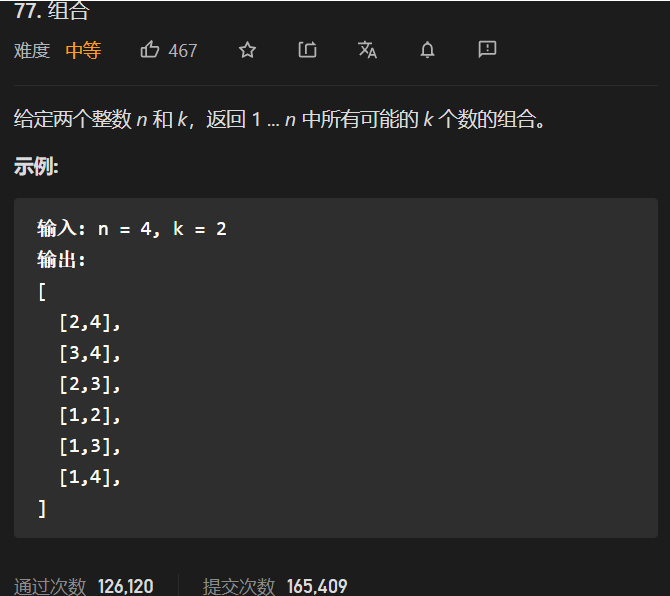 77. 组合
难度 中等 467
给定两个整数 n 和 k，返回 1 ... n 中所有可能的 k 个数的组合。
示例:
输入: n = 4, k = 2
输出:
[
[2,4],
[3,4],
[2,3],
[1,2],
[1,3],
[1,4],
]
通过次数 126,120 提交次数 165,409